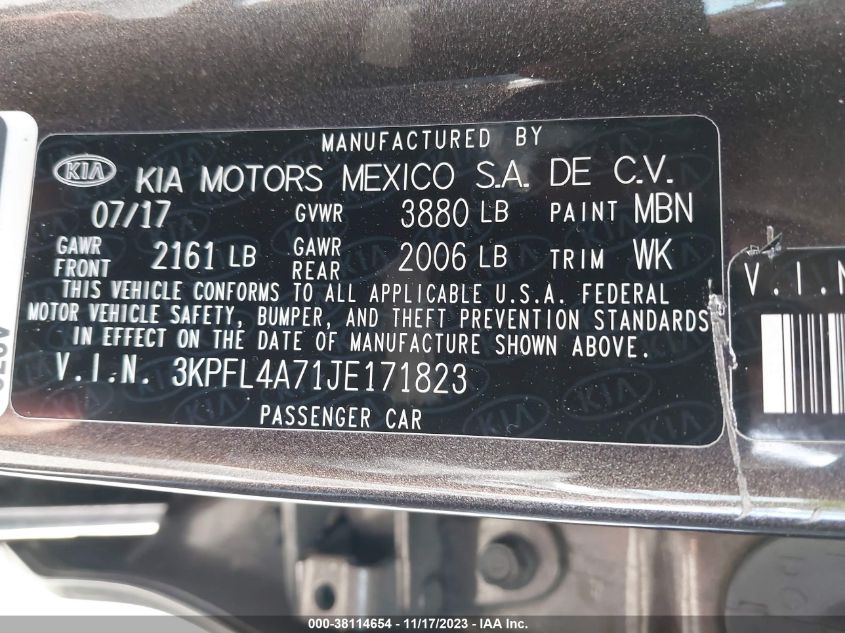 MANUFACTURED BY
KIA KIA MOTORS MEXICO S.A. DE C.V.
07/17 GVWR 3880 LB PAINT MBN
GAWR FRONT 2161 LB GAWR REAR 2006 LB TRIM WK
THIS VEHICLE CONFORMS TO ALL APPLICABLE U.S.A. FEDERAL
MOTOR VEHICLE SAFETY, BUMPER, AND THEFT PREVENTION STANDARDS
IN EFFECT ON THE DATE OF MANUFACTURE SHOWN ABOVE.
V.I.N. 3KPFL4A71JE171823
PASSENGER CAR
V.I.N
000-38114654 - 11/17/2023 - IAA Inc.